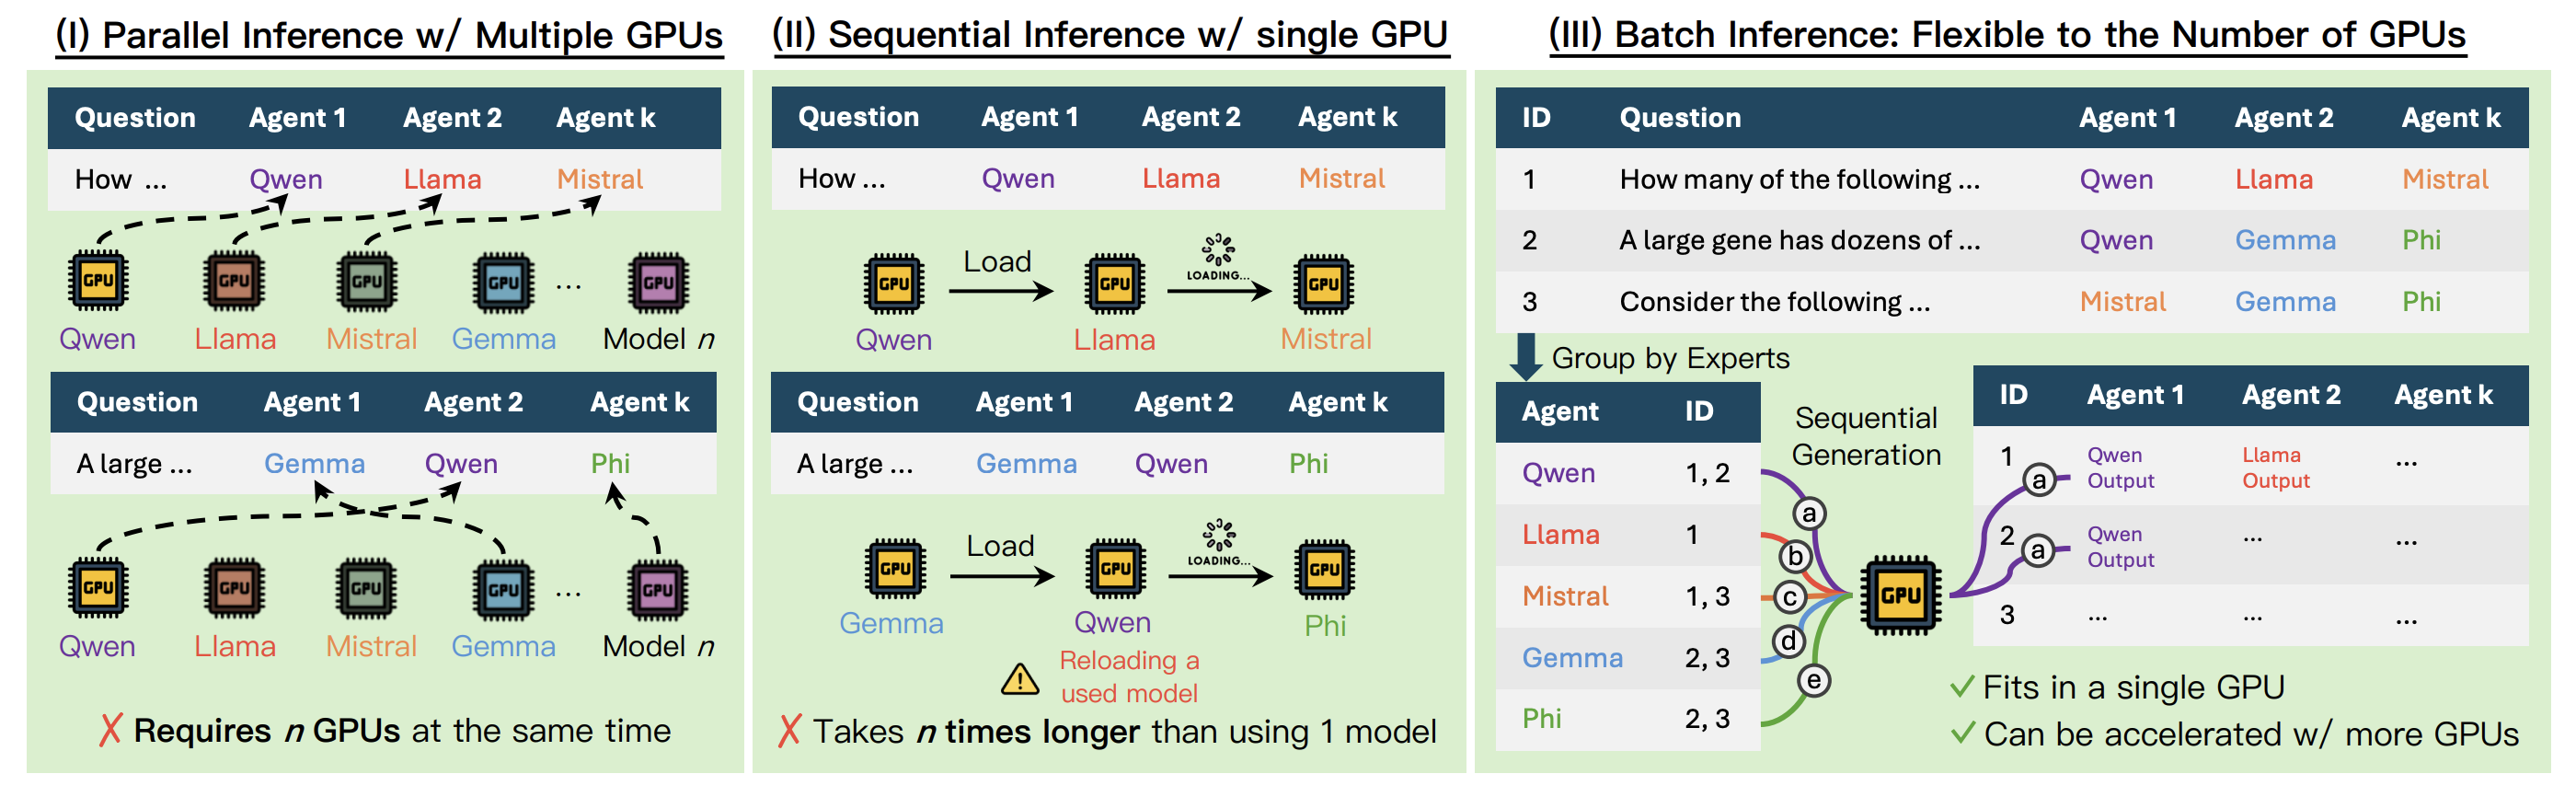 (I) Parallel Inference w/ Multiple GPUs
Question Agent 1 Agent 2 Agent k
How ... Qwen Llama Mistral
GPU GPU GPU GPU ... GPU
Qwen Llama Mistral Gemma Model n
Question Agent 1 Agent 2 Agent k
A large ... Gemma Qwen Phi
GPU GPU GPU GPU ... GPU
Qwen Llama Mistral Gemma Model n
✗ Requires n GPUs at the same time
(II) Sequential Inference w/ single GPU
Question Agent 1 Agent 2 Agent k
How ... Qwen Llama Mistral
Load
LOADING...
GPU GPU GPU
Qwen Llama Mistral
Question Agent 1 Agent 2 Agent k
A large ... Gemma Qwen Phi
Load
LOADING...
GPU GPU GPU
Gemma Qwen Phi
Reloading a
used model
✗ Takes n times longer than using 1 model
(III) Batch Inference: Flexible to the Number of GPUs
ID Question Agent 1 Agent 2 Agent k
1 How many of the following ... Qwen Llama Mistral
2 A large gene has dozens of ... Qwen Gemma Phi
3 Consider the following ... Mistral Gemma Phi
Group by Experts
Agent ID
Qwen 1, 2
Llama 1
Mistral 1, 3
Gemma 2, 3
Phi 2, 3
Sequential
Generation
a
b
c
d
e
GPU
ID Agent 1 Agent 2 Agent k
1 a Qwen Output Llama Output ...
2 a Qwen Output ... ...
3 ... ... ...
✓ Fits in a single GPU
✓ Can be accelerated w/ more GPUs